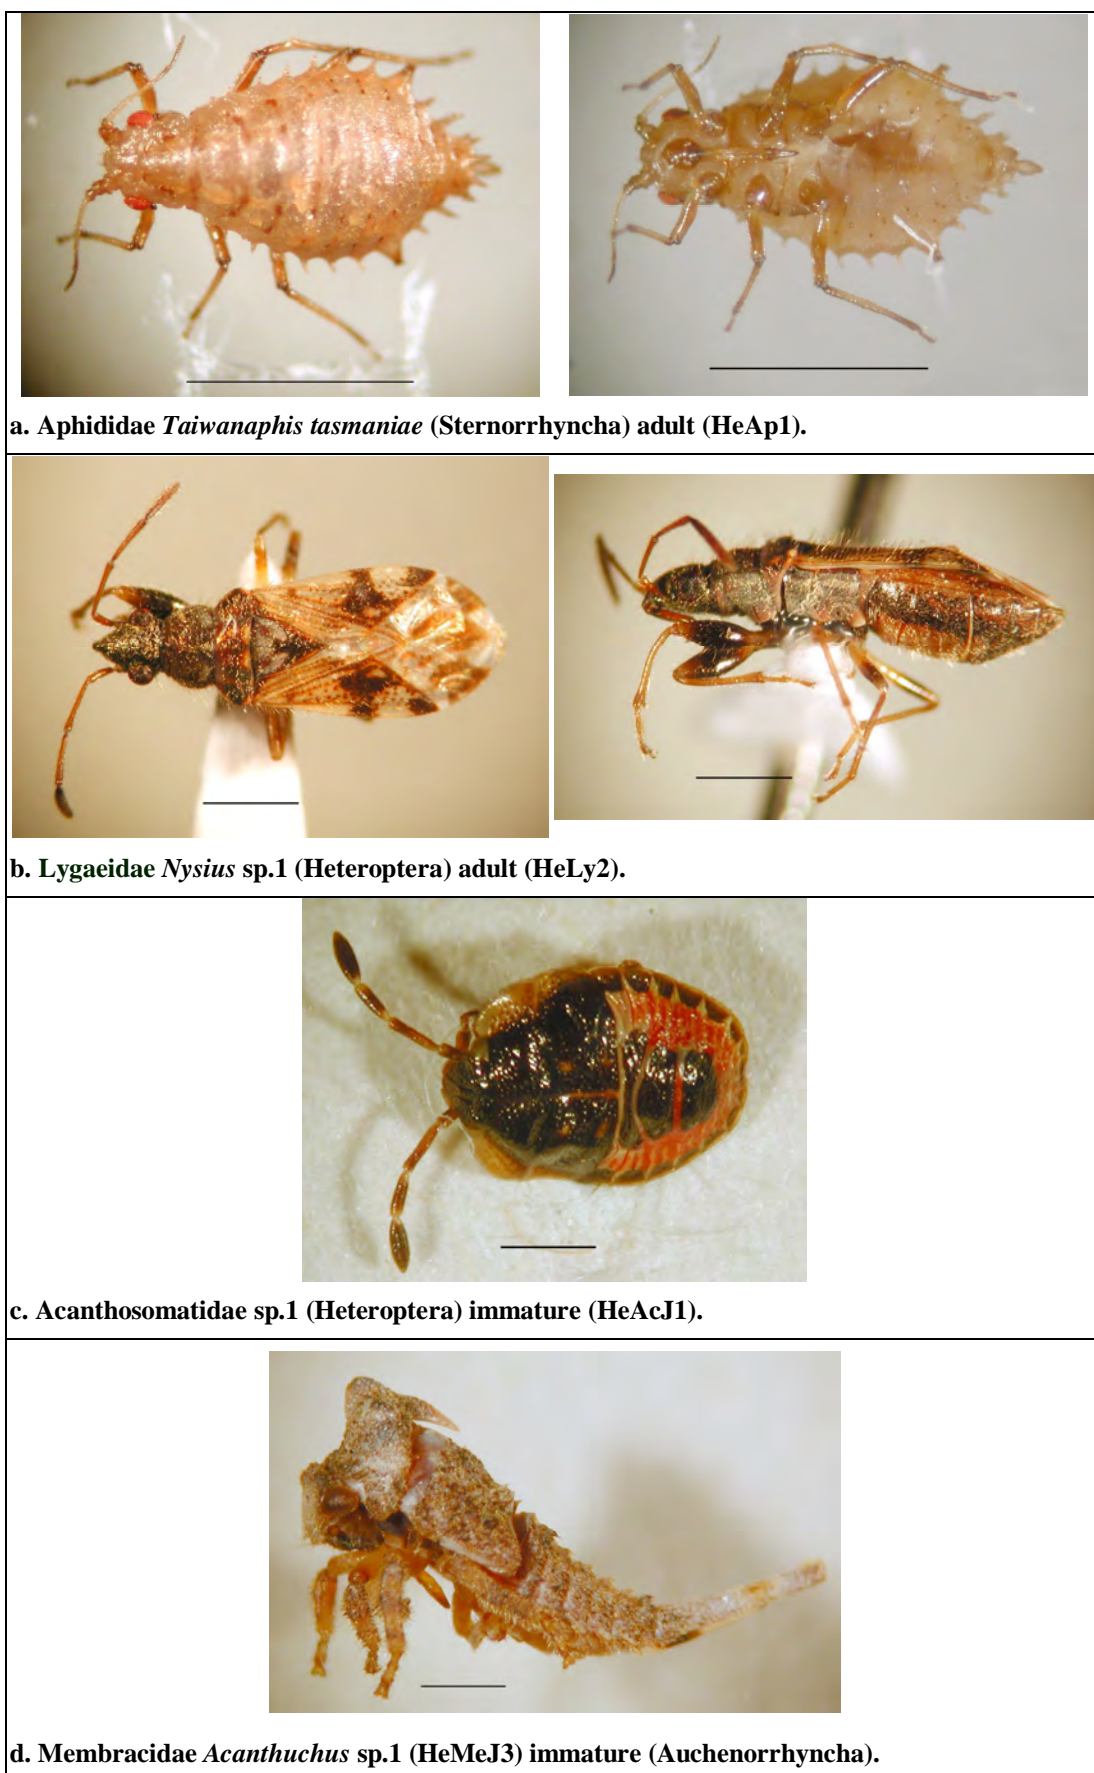 a. Aphididae Taiwanaphis tasmaniae (Sternorrhyncha) adult (HeAp1).
b. Lygaeidae Nysius sp.1 (Heteroptera) adult (HeLy2).
c. Acanthosomatidae sp.1 (Heteroptera) immature (HeAcJ1).
d. Membracidae Acanthuchus sp.1 (HeMeJ3) immature (Auchenorrhyncha).